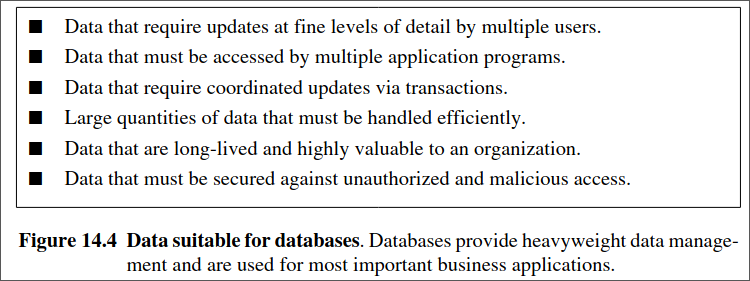 ■ Data that require updates at fine levels of detail by multiple users.
■ Data that must be accessed by multiple application programs.
■ Data that require coordinated updates via transactions.
■ Large quantities of data that must be handled efficiently.
■ Data that are long-lived and highly valuable to an organization.
■ Data that must be secured against unauthorized and malicious access.
Figure 14.4 Data suitable for databases. Databases provide heavyweight data manage-
ment and are used for most important business applications.